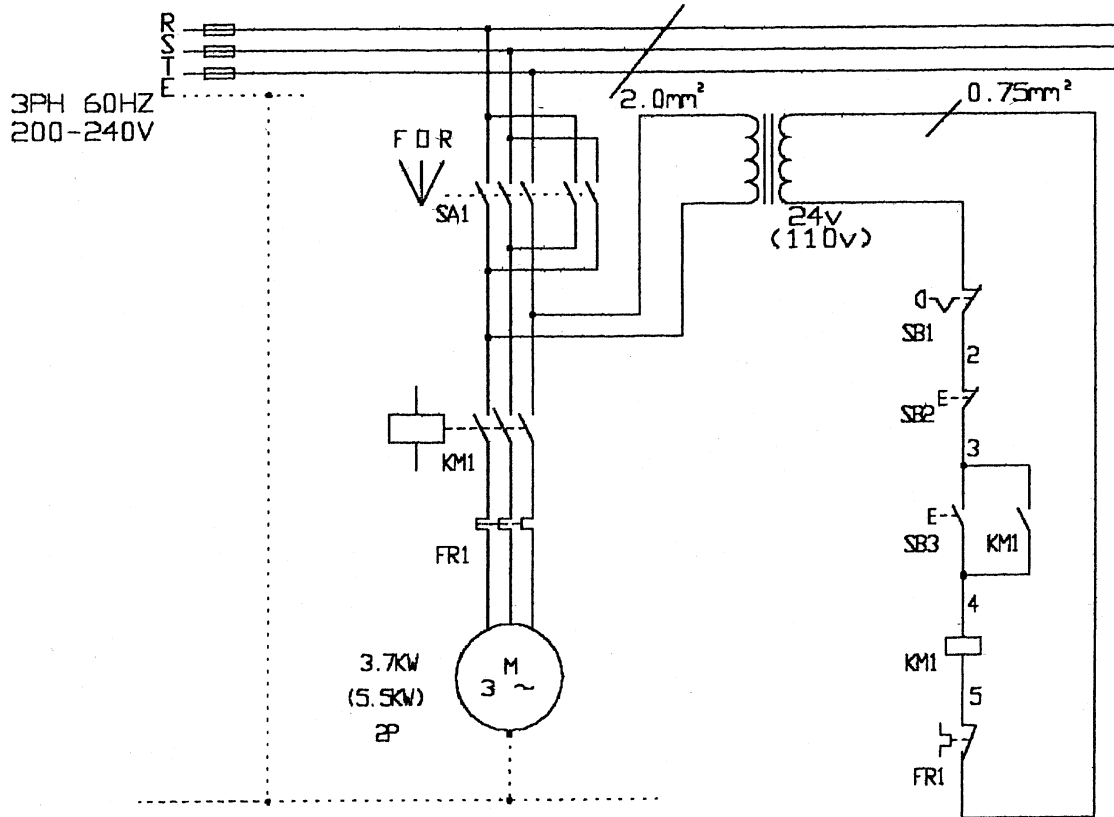 R
S
T
E
3PH 60HZ
200-240V
2.0mm²
0.75mm²
F O R
SA1
24v
(110v)
SB1
2
SB2
3
SB3
KM1
4
KM1
5
FR1
KM1
FR1
3.7KW
(5.5KW)
2P
M
3 ~